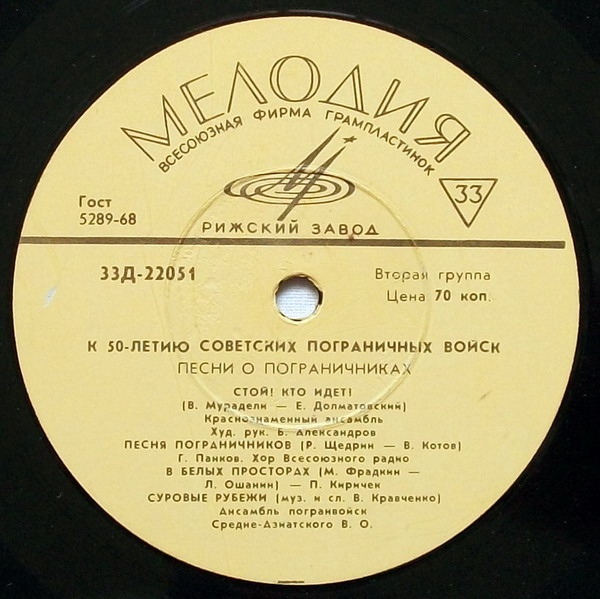 МЕЛОДИЯ
ВСЕСОЮЗНАЯ ФИРМА ГРАМПЛАСТИНОК
33
Гост
5289-68
РИЖСКИЙ ЗАВОД
33Д-22051
Вторая группа
Цена 70 коп.
К 50-ЛЕТИЮ СОВЕТСКИХ ПОГРАНИЧНЫХ ВОЙСК
ПЕСНИ О ПОГРАНИЧНИКАХ
СТОЙ! КТО ИДЕТ!
(В. Мурадели — Е. Долматовский)
Краснознаменный ансамбль
Худ. рук. Б. Александров
ПЕСНЯ ПОГРАНИЧНИКОВ (Р. Щедрин — В. Котов)
Г. Панков. Хор Всесоюзного радио
В БЕЛЫХ ПРОСТОРАХ (М. Фрадкин —
Л. Ошанин) — П. Киричек
СУРОВЫЕ РУБЕЖИ (муз. и сл. В. Кравченко)
Ансамбль погранвойск
Средне-Азиатского В. О.